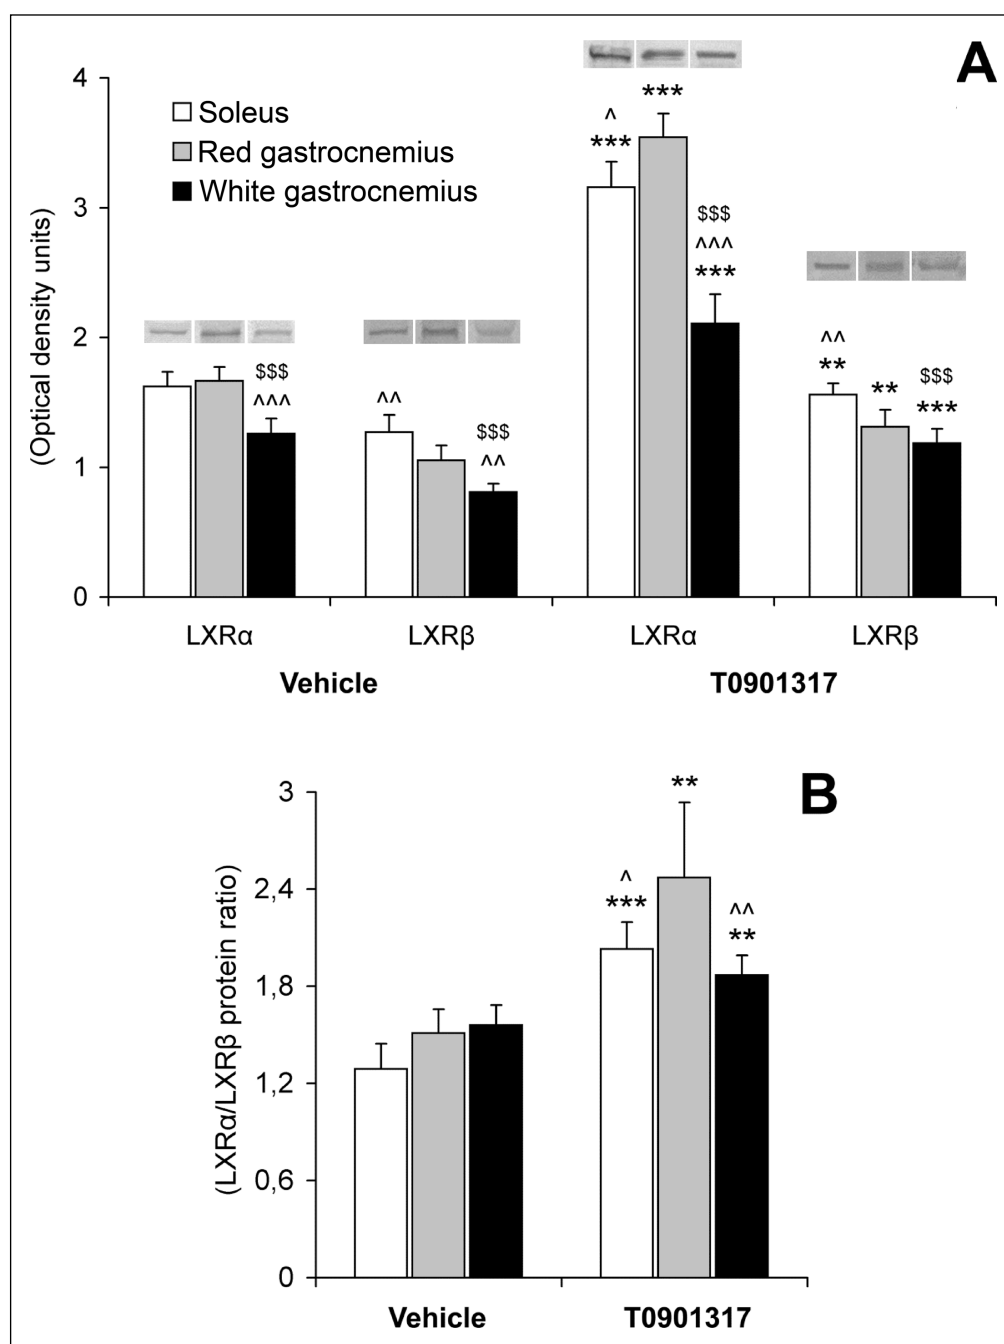 A
4
3
2
1
0
(Optical density units)
Soleus
Red gastrocnemius
White gastrocnemius
$$$
^^^
^^
$$$
^^
^
***
***
$$$
^^^
***
^^
**
**
$$$
***
LXRα
LXRβ
LXRα
LXRβ
Vehicle
T0901317
B
3
2,4
1,8
1,2
0,6
0
(LXRα/LXRβ protein ratio)
^
***
**
^^
**
Vehicle
T0901317